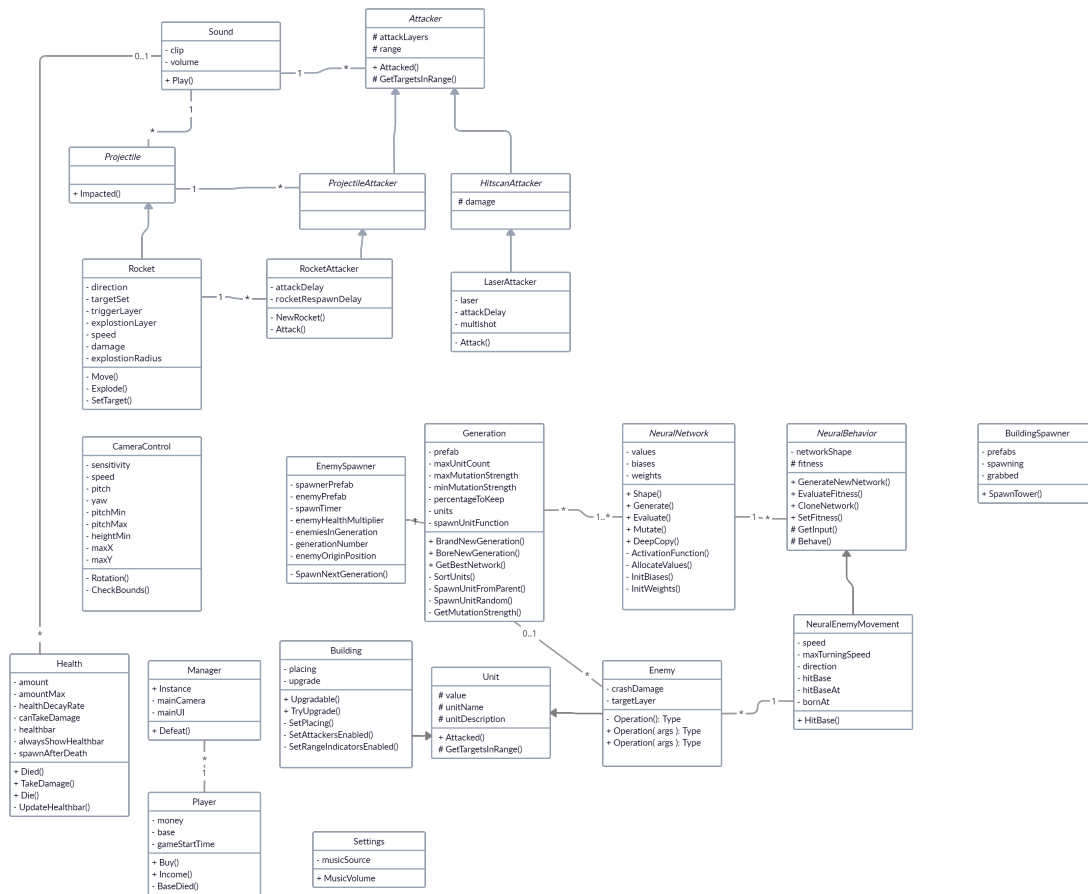 Attacker
# attackLayers
# range
+ Attacked()
# GetTargetsInRange()
Sound
- clip
- volume
+ Play()
0..1
1
*
1
*
Projectile
+ Impacted()
1
*
ProjectileAttacker
HitscanAttacker
# damage
Rocket
- direction
- targetSet
- triggerLayer
- explostionLayer
- speed
- damage
- explostionRadius
- Move()
- Explode()
- SetTarget()
1
*
RocketAttacker
- attackDelay
- rocketRespawnDelay
- NewRocket()
- Attack()
LaserAttacker
- laser
- attackDelay
- multishot
- Attack()
CameraControl
- sensitivity
- speed
- pitch
- yaw
- pitchMin
- pitchMax
- heightMin
- maxX
- maxY
- Rotation()
- CheckBounds()
EnemySpawner
- spawnerPrefab
- enemyPrefab
- spawnTimer
- enemyHealthMultiplier
- enemiesInGeneration
- generationNumber
- enemyOriginPosition
- SpawnNextGeneration()
Generation
- prefab
- maxUnitCount
- maxMutationStrength
- minMutationStrength
- percentageToKeep
- units
- spawnUnitFunction
+ BrandNewGeneration()
+ BoreNewGeneration()
+ GetBestNetwork()
- SortUnits()
- SpawnUnitFromParent()
- SpawnUnitRandom()
- GetMutationStrength()
*
1..*
NeuralNetwork
- values
- biases
- weights
+ Shape()
+ Generate()
+ Evaluate()
+ Mutate()
+ DeepCopy()
- ActivationFunction()
- AllocateValues()
- InitBiases()
- InitWeights()
1
*
NeuralBehavior
- networkShape
# fitness
+ GenerateNewNetwork()
+ EvaluateFitness()
+ CloneNetwork()
+ SetFitness()
# GetInput()
# Behave()
BuildingSpawner
- prefabs
- spawning
- grabbed
+ SpawnTower()
NeuralEnemyMovement
- speed
- maxTurningSpeed
- direction
- hitBase
- hitBaseAt
- bornAt
+ HitBase()
0..1
*
*
Health
- amount
- amountMax
- healthDecayRate
- canTakeDamage
- healthbar
- alwaysShowHealthbar
- spawnAfterDeath
+ Died()
+ TakeDamage()
+ Die()
- UpdateHealthbar()
Manager
+ Instance
- mainCamera
- mainUI
+ Defeat()
*
1
Player
- money
- base
- gameStartTime
+ Buy()
+ Income()
- BaseDied()
Building
- placing
- upgrade
+ Upgradable()
+ TryUpgrade()
- SetPlacing()
- SetAttackersEnabled()
- SetRangeIndicatorsEnabled()
Unit
# value
# unitName
# unitDescription
+ Attacked()
# GetTargetsInRange()
Enemy
- crashDamage
- targetLayer
- Operation(): Type
+ Operation( args ): Type
+ Operation( args ): Type
*
1
Settings
- musicSource
+ MusicVolume